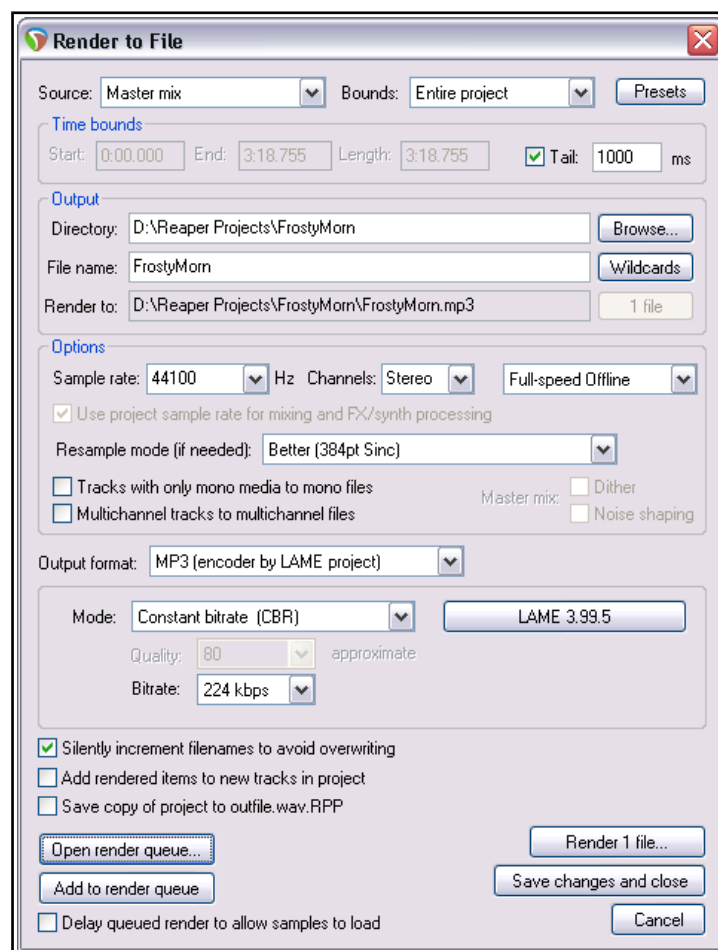 Render to File
Source: Master mix Bounds: Entire project Presets
Time bounds
Start: 0:00.000 End: 3:18.755 Length: 3:18.755 Tail: 1000 ms
Output
Directory: D:\Reaper Projects\FrostyMorn Browse...
File name: FrostyMorn Wildcards
Render to: D:\Reaper Projects\FrostyMorn\FrostyMorn.mp3 1 file
Options
Sample rate: 44100 Hz Channels: Stereo Full-speed Offline
Use project sample rate for mixing and FX/synth processing
Resample mode (if needed): Better (384pt Sinc)
Tracks with only mono media to mono files
Multichannel tracks to multichannel files
Master mix: Dither
Noise shaping
Output format: MP3 (encoder by LAME project)
Mode: Constant bitrate (CBR) LAME 3.99.5
Quality: 80 approximate
Bitrate: 224 kbps
Silently increment filenames to avoid overwriting
Add rendered items to new tracks in project
Save copy of project to outfile.wav.RPP
Open render queue... Render 1 file...
Add to render queue Save changes and close
Delay queued render to allow samples to load Cancel